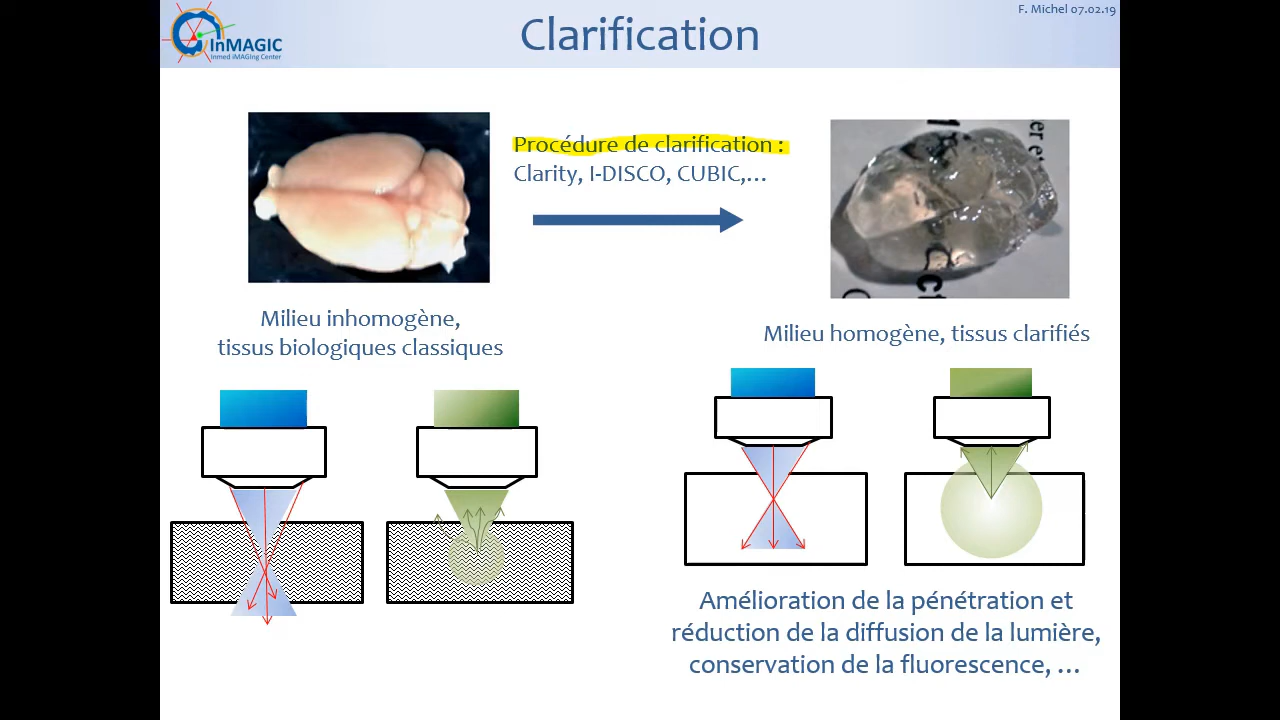 InMAGIC
Inmed iMAGing Center
Clarification
F. Michel 07.02.19
Procédure de clarification :
Clarity, I-DISCO, CUBIC,…
Milieu inhomogène,
tissus biologiques classiques
Milieu homogène, tissus clarifiés
Amélioration de la pénétration et
réduction de la diffusion de la lumière,
conservation de la fluorescence, …